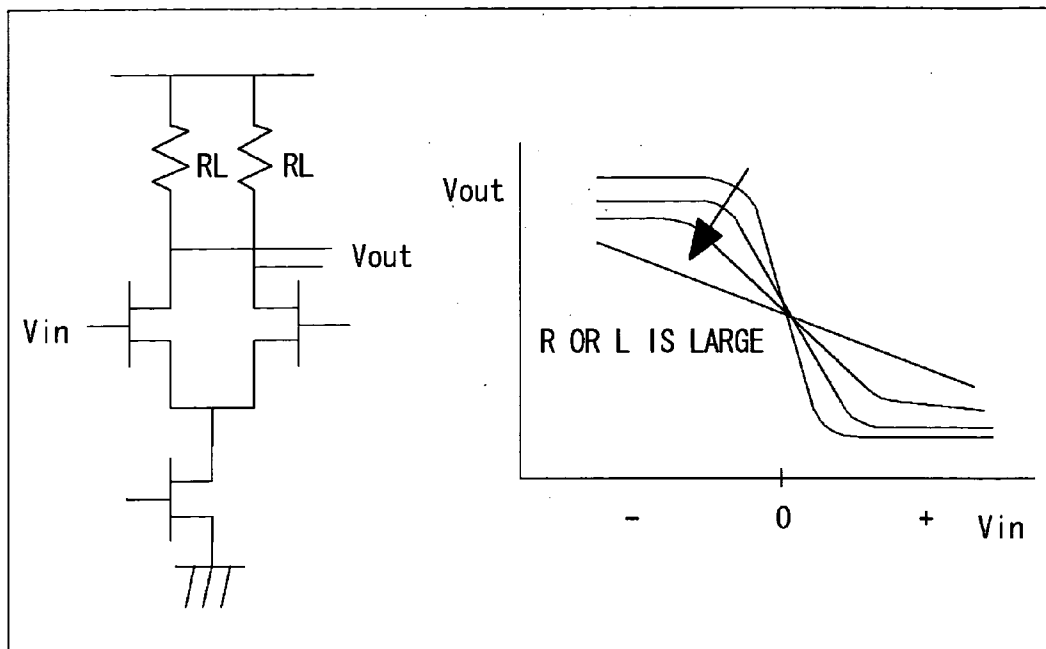 RL RL
Vout
Vin
Vout
R OR L IS LARGE
- 0 + Vin